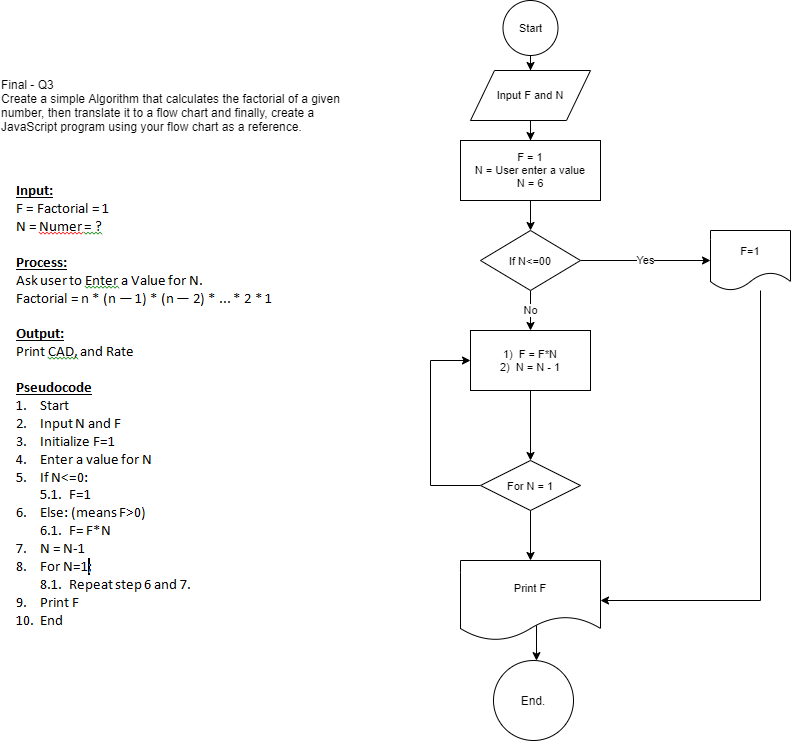 Final - Q3
Create a simple Algorithm that calculates the factorial of a given
number, then translate it to a flow chart and finally, create a
JavaScript program using your flow chart as a reference.
Input:
F = Factorial = 1
N = Numer = ?
Process:
Ask user to Enter a Value for N.
Factorial = n * (n – 1) * (n – 2) * ... * 2 * 1
Output:
Print CAD, and Rate
Pseudocode
1. Start
2. Input N and F
3. Initialize F=1
4. Enter a value for N
5. If N<=0:
5.1. F=1
6. Else: (means F>0)
6.1. F=F*N
7. N = N-1
8. For N=1:
8.1. Repeat step 6 and 7.
9. Print F
10. End
Start
Input F and N
F = 1
N = User enter a value
N = 6
If N<=00
Yes
F=1
No
1) F = F*N
2) N = N - 1
For N = 1
Print F
End.